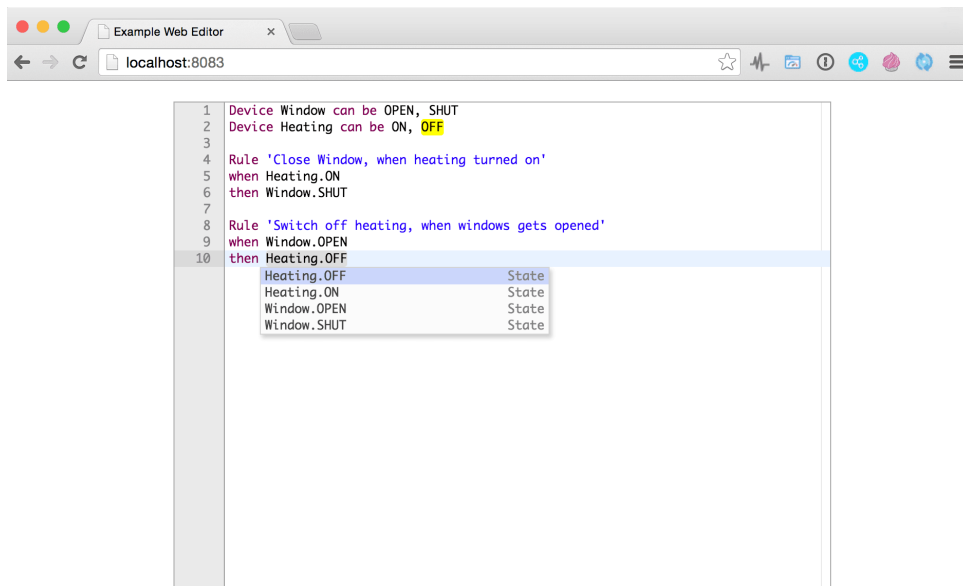 Example Web Editor ×
localhost:8083
1 Device Window can be OPEN, SHUT
2 Device Heating can be ON, OFF
3
4 Rule 'Close Window, when heating turned on'
5 when Heating.ON
6 then Window.SHUT
7
8 Rule 'Switch off heating, when windows gets opened'
9 when Window.OPEN
10 then Heating.OFF
Heating.OFF State
Heating.ON State
Window.OPEN State
Window.SHUT State